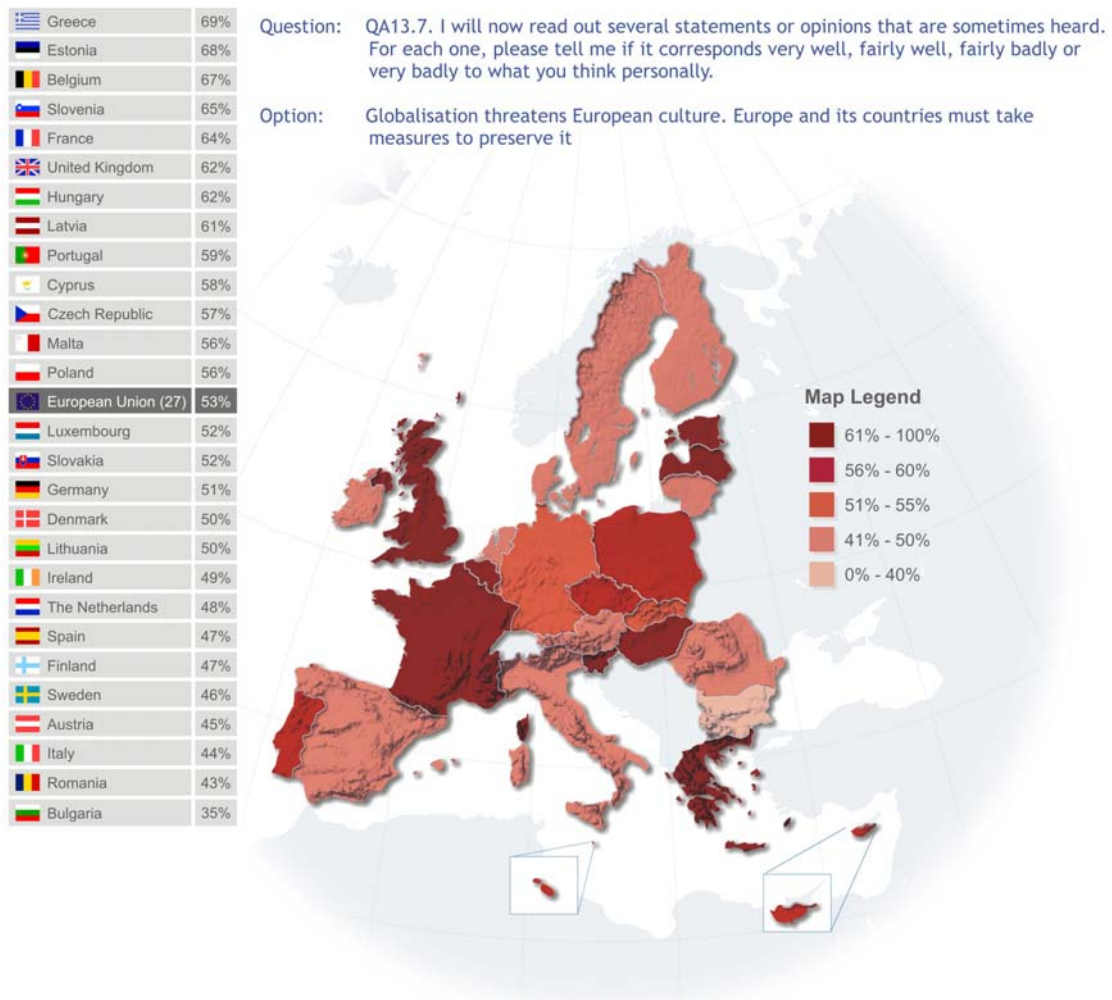 Greece 69%
Estonia 68%
Belgium 67%
Slovenia 65%
France 64%
United Kingdom 62%
Hungary 62%
Latvia 61%
Portugal 59%
Cyprus 58%
Czech Republic 57%
Malta 56%
Poland 56%
European Union (27) 53%
Luxembourg 52%
Slovakia 52%
Germany 51%
Denmark 50%
Lithuania 50%
Ireland 49%
The Netherlands 48%
Spain 47%
Finland 47%
Sweden 46%
Austria 45%
Italy 44%
Romania 43%
Bulgaria 35%
Question: QA13.7. I will now read out several statements or opinions that are sometimes heard.
For each one, please tell me if it corresponds very well, fairly well, fairly badly or
very badly to what you think personally.
Option: Globalisation threatens European culture. Europe and its countries must take
measures to preserve it
Map Legend
61% - 100%
56% - 60%
51% - 55%
41% - 50%
0% - 40%